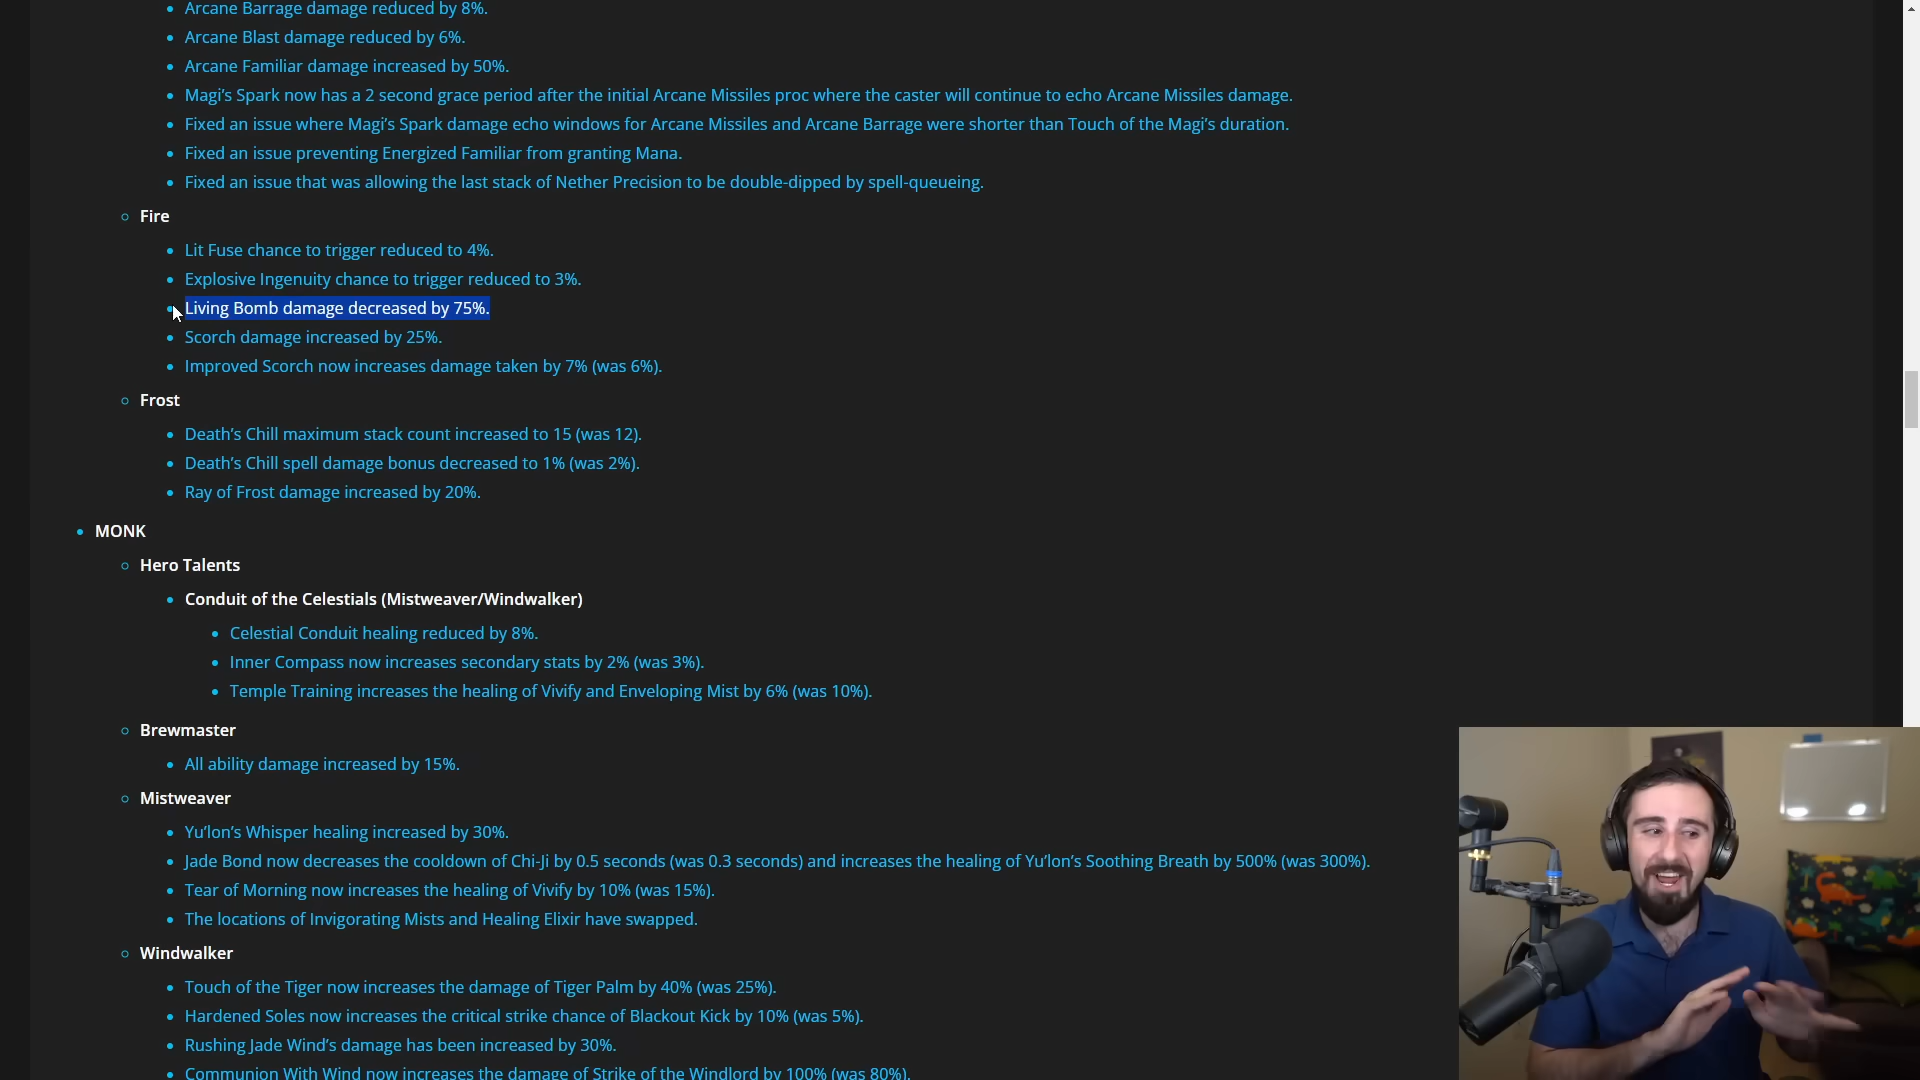 Arcane Barrage damage reduced by 8%.
Arcane Blast damage reduced by 6%.
Arcane Familiar damage increased by 50%.
Magi’s Spark now has a 2 second grace period after the initial Arcane Missiles proc where the caster will continue to echo Arcane Missiles damage.
Fixed an issue where Magi’s Spark damage echo windows for Arcane Missiles and Arcane Barrage were shorter than Touch of the Magi’s duration.
Fixed an issue preventing Energized Familiar from granting Mana.
Fixed an issue that was allowing the last stack of Nether Precision to be double-dipped by spell-queueing.
Fire
Lit Fuse chance to trigger reduced to 4%.
Explosive Ingenuity chance to trigger reduced to 3%.
Living Bomb damage decreased by 75%.
Scorch damage increased by 25%.
Improved Scorch now increases damage taken by 7% (was 6%).
Frost
Death’s Chill maximum stack count increased to 15 (was 12).
Death’s Chill spell damage bonus decreased to 1% (was 2%).
Ray of Frost damage increased by 20%.
MONK
Hero Talents
Conduit of the Celestials (Mistweaver/Windwalker)
Celestial Conduit healing reduced by 8%.
Inner Compass now increases secondary stats by 2% (was 3%).
Temple Training increases the healing of Vivify and Enveloping Mist by 6% (was 10%).
Brewmaster
All ability damage increased by 15%.
Mistweaver
Yu’lon’s Whisper healing increased by 30%.
Jade Bond now decreases the cooldown of Chi-Ji by 0.5 seconds (was 0.3 seconds) and increases the healing of Yu’lon’s Soothing Breath by 500% (was 300%).
Tear of Morning now increases the healing of Vivify by 10% (was 15%).
The locations of Invigorating Mists and Healing Elixir have swapped.
Windwalker
Touch of the Tiger now increases the damage of Tiger Palm by 40% (was 25%).
Hardened Soles now increases the critical strike chance of Blackout Kick by 10% (was 5%).
Rushing Jade Wind’s damage has been increased by 30%.
Communion With Wind now increases the damage of Strike of the Windlord by 100% (was 80%).